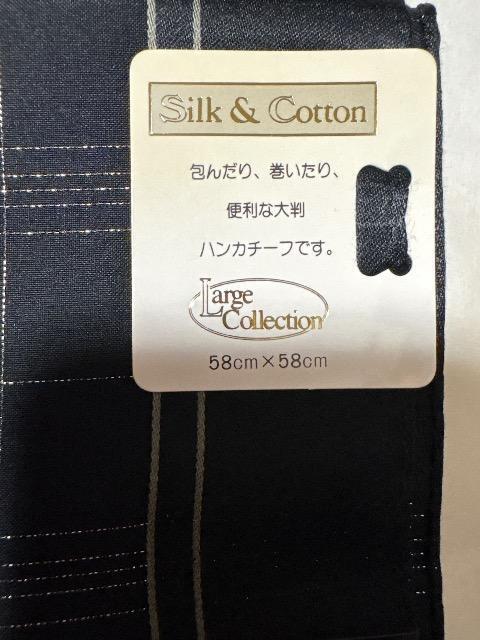 Silk & Cotton
包んだり、巻いたり、
便利な大判
ハンカチーフです。
Large
Collection
58cm×58cm